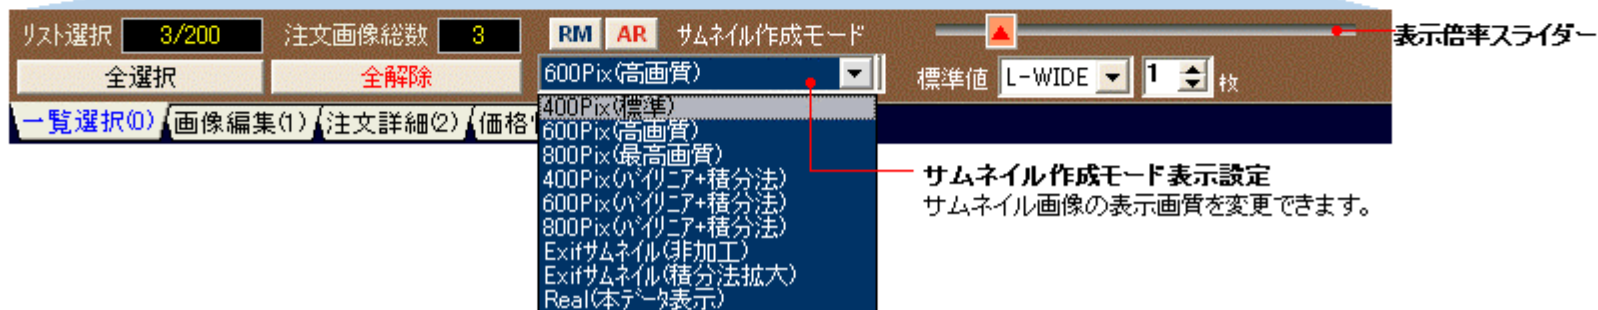 リスト選択 3/200 注文画像総数 3 RM AR サムネイル作成モード
表示倍率スライダー
全選択 全解除 600Pix(高画質) 標準値 L-WIDE 1 枚
一覧選択(0) 画像編集(1) 注文詳細(2) 価格
400Pix(標準)
600Pix(高画質)
800Pix(最高画質)
400Pix(バイリニア+積分法)
600Pix(バイリニア+積分法)
800Pix(バイリニア+積分法)
Exifサムネイル(非加工)
Exifサムネイル(積分法拡大)
Real(本データ表示)
サムネイル作成モード表示設定
サムネイル画像の表示画質を変更できます。